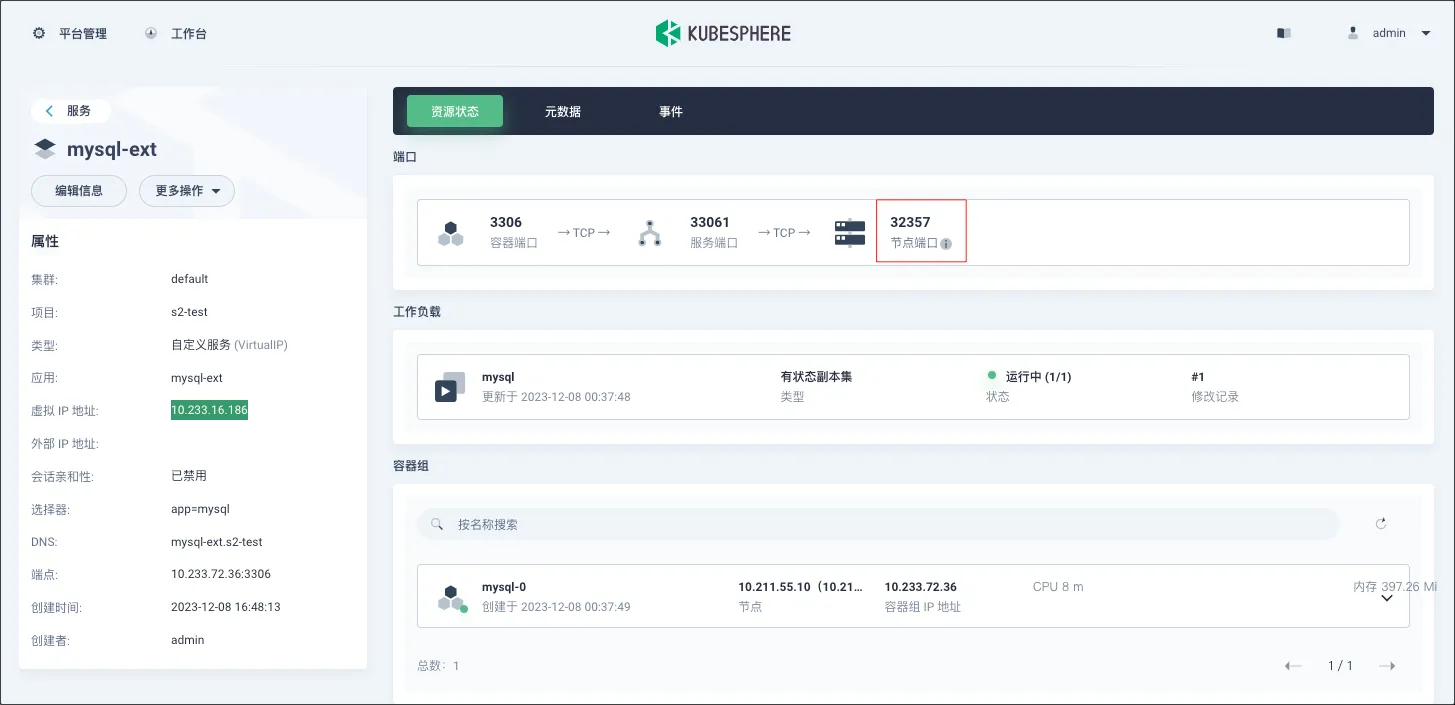 平台管理
工作台
KUBESPHERE
admin
服务
mysql-ext
编辑信息
更多操作
属性
集群: default
项目: s2-test
类型: 自定义服务 (VirtualIP)
应用: mysql-ext
虚拟 IP 地址: 10.233.16.186
外部 IP 地址:
会话亲和性: 已禁用
选择器: app=mysql
DNS: mysql-ext.s2-test
端点: 10.233.72.36:3306
创建时间: 2023-12-08 16:48:13
创建者: admin
资源状态 元数据 事件
端口
3306 → TCP → 33061 → TCP → 32357
容器端口 服务端口 节点端口
工作负载
mysql 有状态副本集 运行中 (1/1) #1
更新于 2023-12-08 00:37:48 类型 状态 修改记录
容器组
按名称搜索
mysql-0 10.211.55.10（10.21... 10.233.72.36 CPU 8 m 内存 397.26 Mi
创建于 2023-12-08 00:37:49 节点 容器组 IP 地址
总数：1 1 / 1